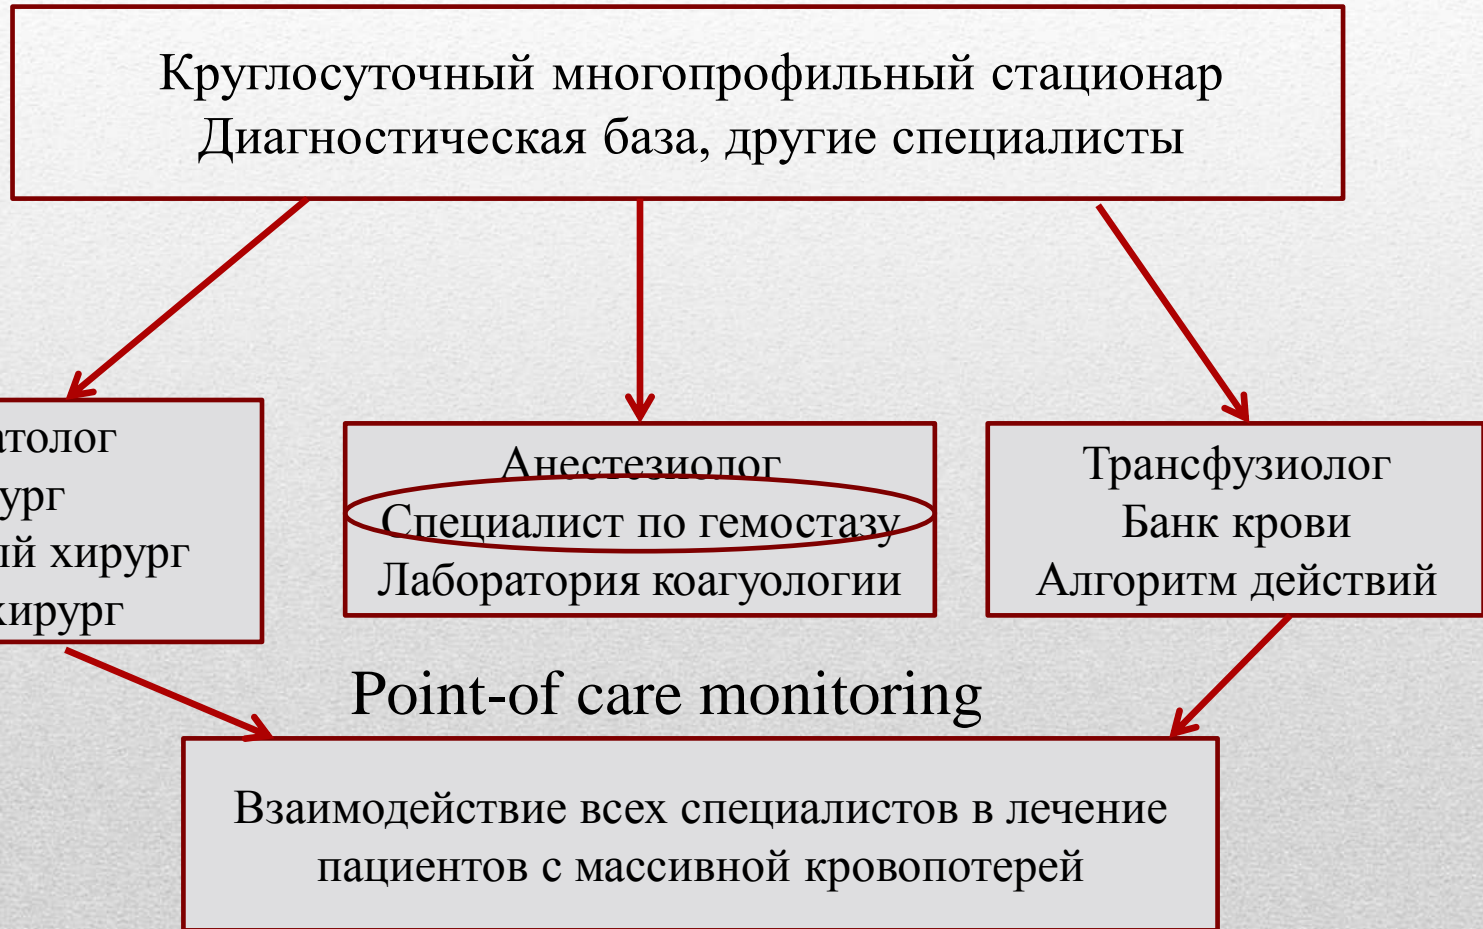 Круглосуточный многопрофильный стационар
Диагностическая база, другие специалисты
хирург
Анестезиолог
Специалист по гемостазу
Лаборатория коагуологии
Трансфузиолог
Банк крови
Алгоритм действий
Point-of care monitoring
Взаимодействие всех специалистов в лечение
пациентов с массивной кровопотерей